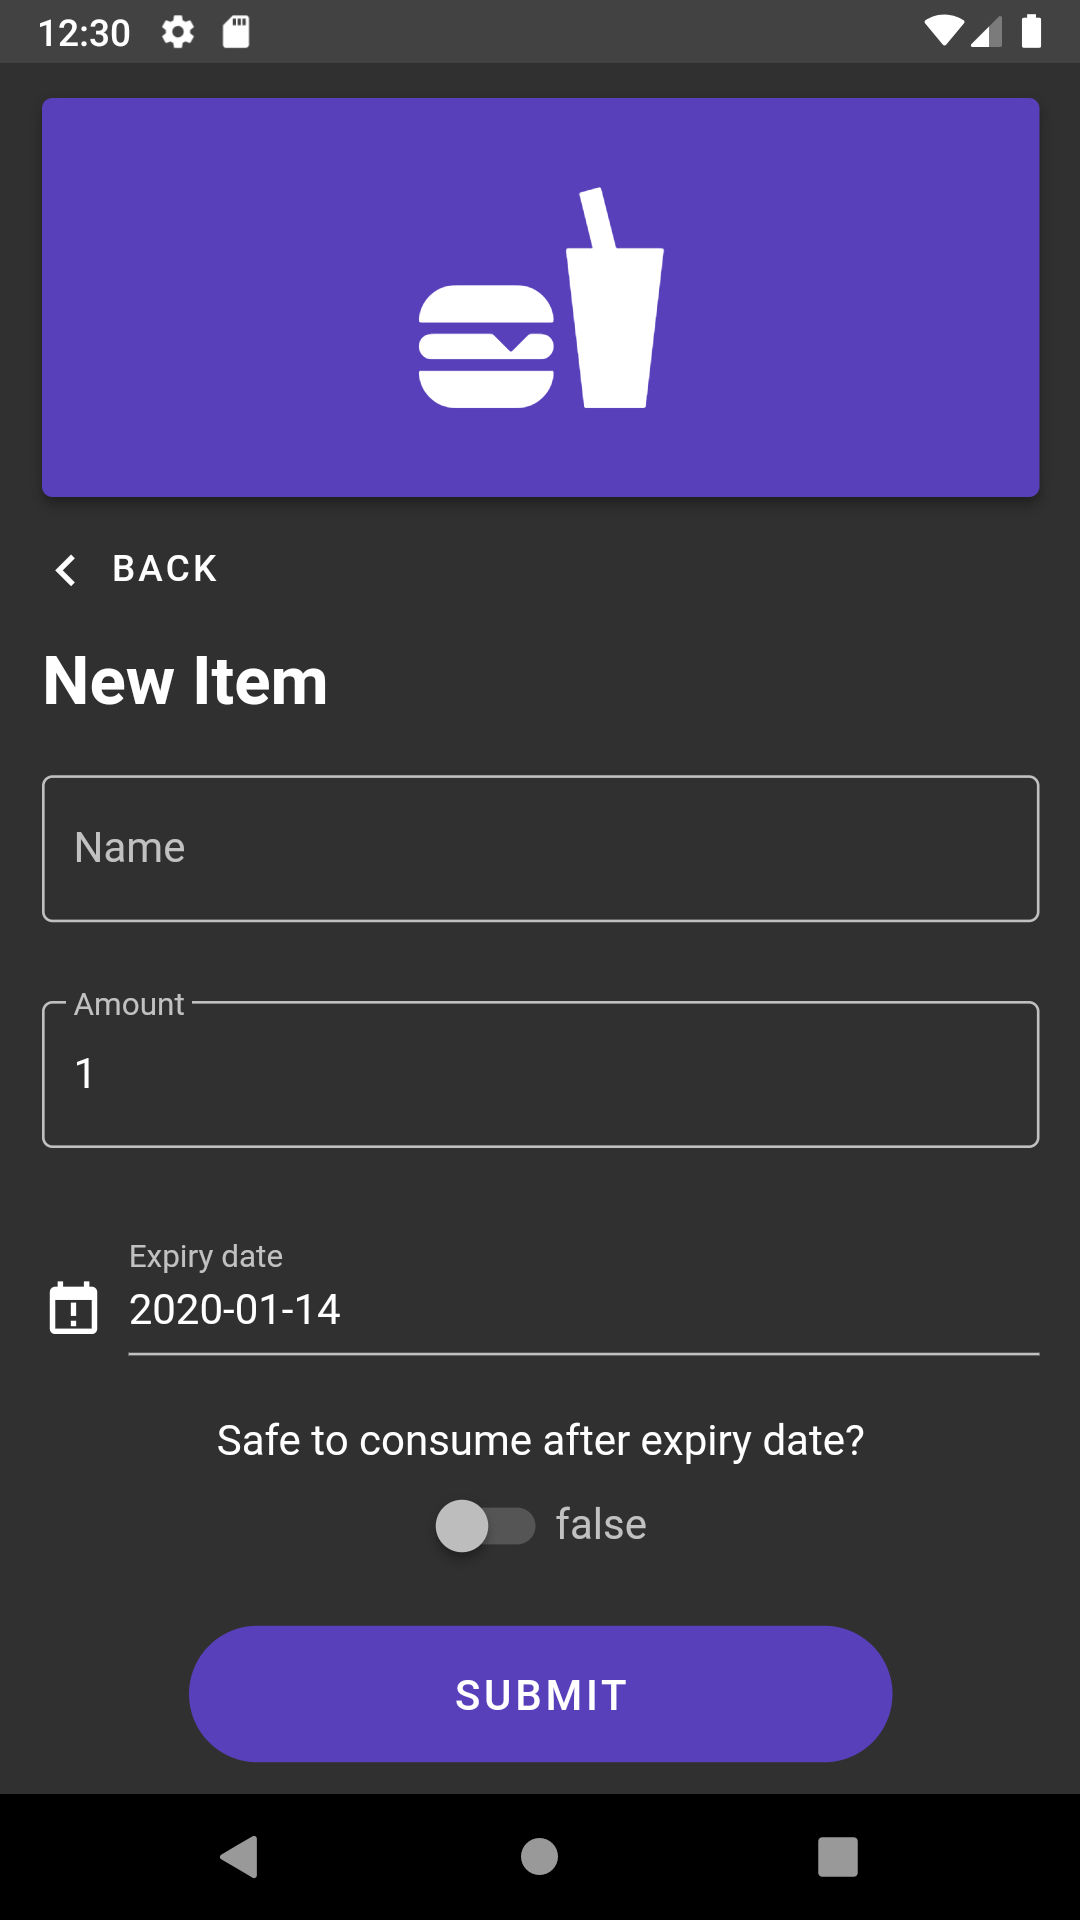 12:30
BACK
New Item
Name
Amount
1
Expiry date
2020-01-14
Safe to consume after expiry date?
false
SUBMIT